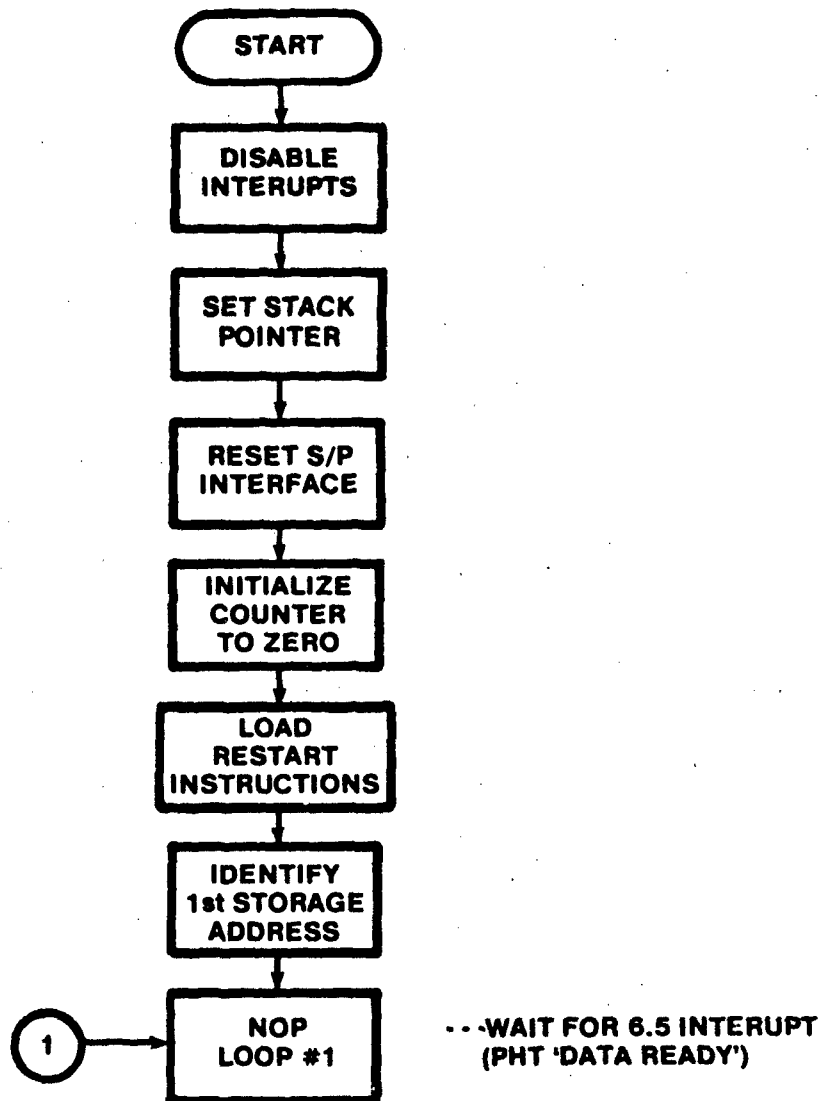 START
DISABLE
INTERUPTS
SET STACK
POINTER
RESET S/P
INTERFACE
INITIALIZE
COUNTER
TO ZERO
LOAD
RESTART
INSTRUCTIONS
IDENTIFY
1st STORAGE
ADDRESS
1
NOP
LOOP #1
---WAIT FOR 6.5 INTERUPT
(PHT 'DATA READY')